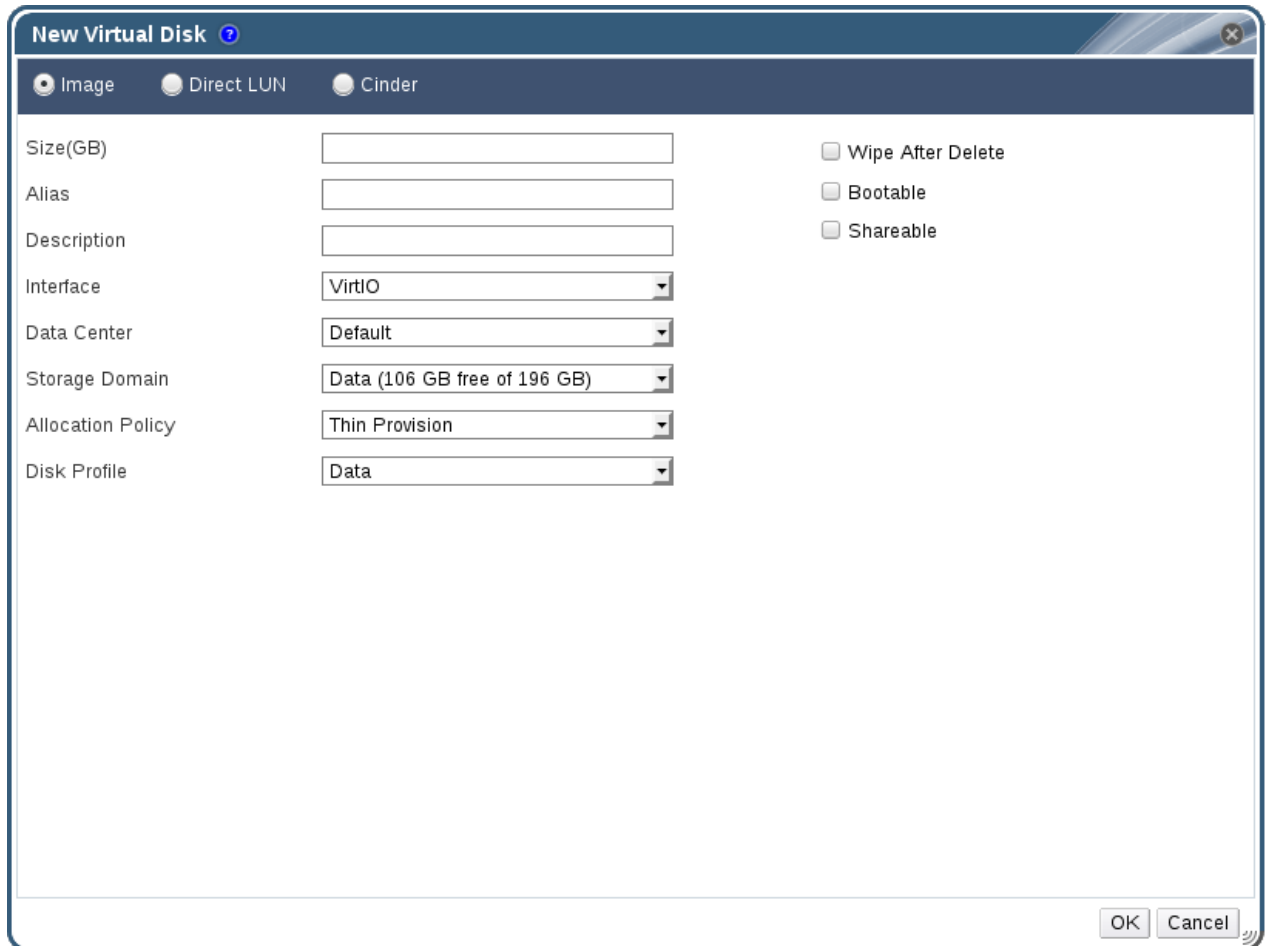 New Virtual Disk ?
Image Direct LUN Cinder
Size(GB) Wipe After Delete
Alias Bootable
Description Shareable
Interface VirtIO
Data Center Default
Storage Domain Data (106 GB free of 196 GB)
Allocation Policy Thin Provision
Disk Profile Data
OK Cancel